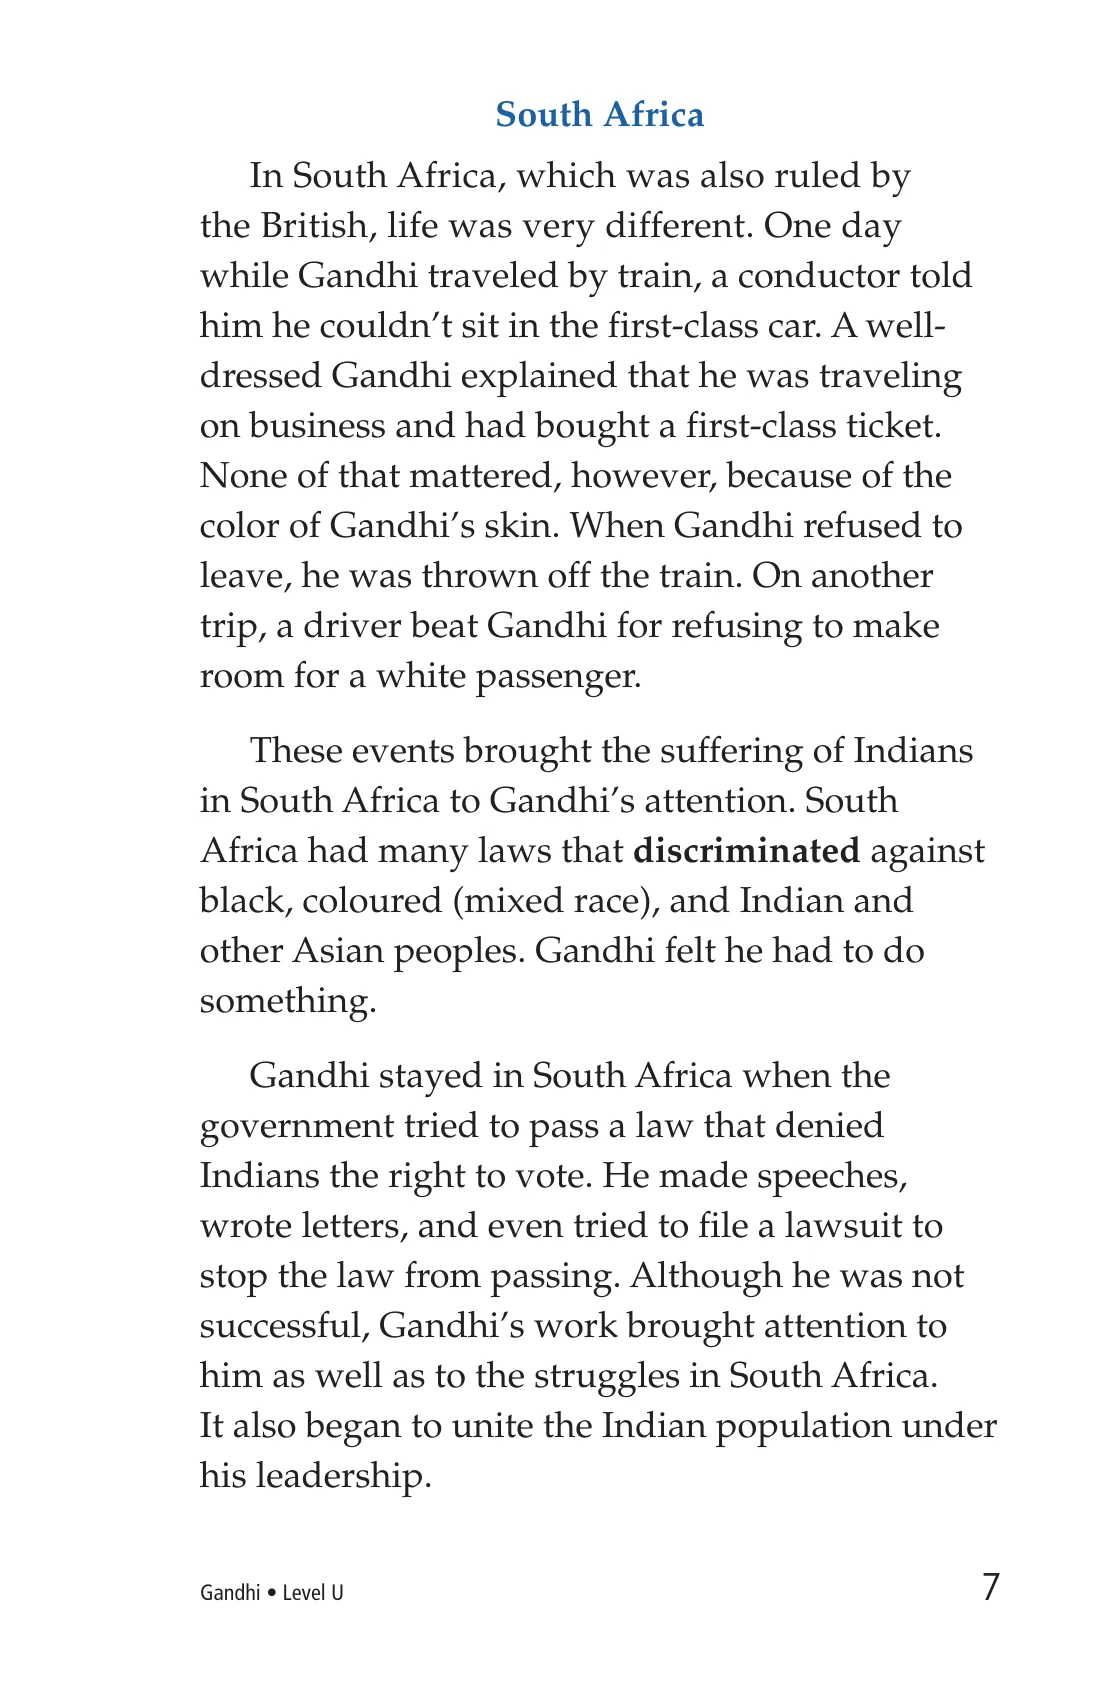 South Africa
In South Africa, which was also ruled by
the British, life was very different. One day
while Gandhi traveled by train, a conductor told
him he couldn’t sit in the first-class car. A well-
dressed Gandhi explained that he was traveling
on business and had bought a first-class ticket.
None of that mattered, however, because of the
color of Gandhi’s skin. When Gandhi refused to
leave, he was thrown off the train. On another
trip, a driver beat Gandhi for refusing to make
room for a white passenger.
These events brought the suffering of Indians
in South Africa to Gandhi’s attention. South
Africa had many laws that discriminated against
black, coloured (mixed race), and Indian and
other Asian peoples. Gandhi felt he had to do
something.
Gandhi stayed in South Africa when the
government tried to pass a law that denied
Indians the right to vote. He made speeches,
wrote letters, and even tried to file a lawsuit to
stop the law from passing. Although he was not
successful, Gandhi’s work brought attention to
him as well as to the struggles in South Africa.
It also began to unite the Indian population under
his leadership.
Gandhi • Level U 7